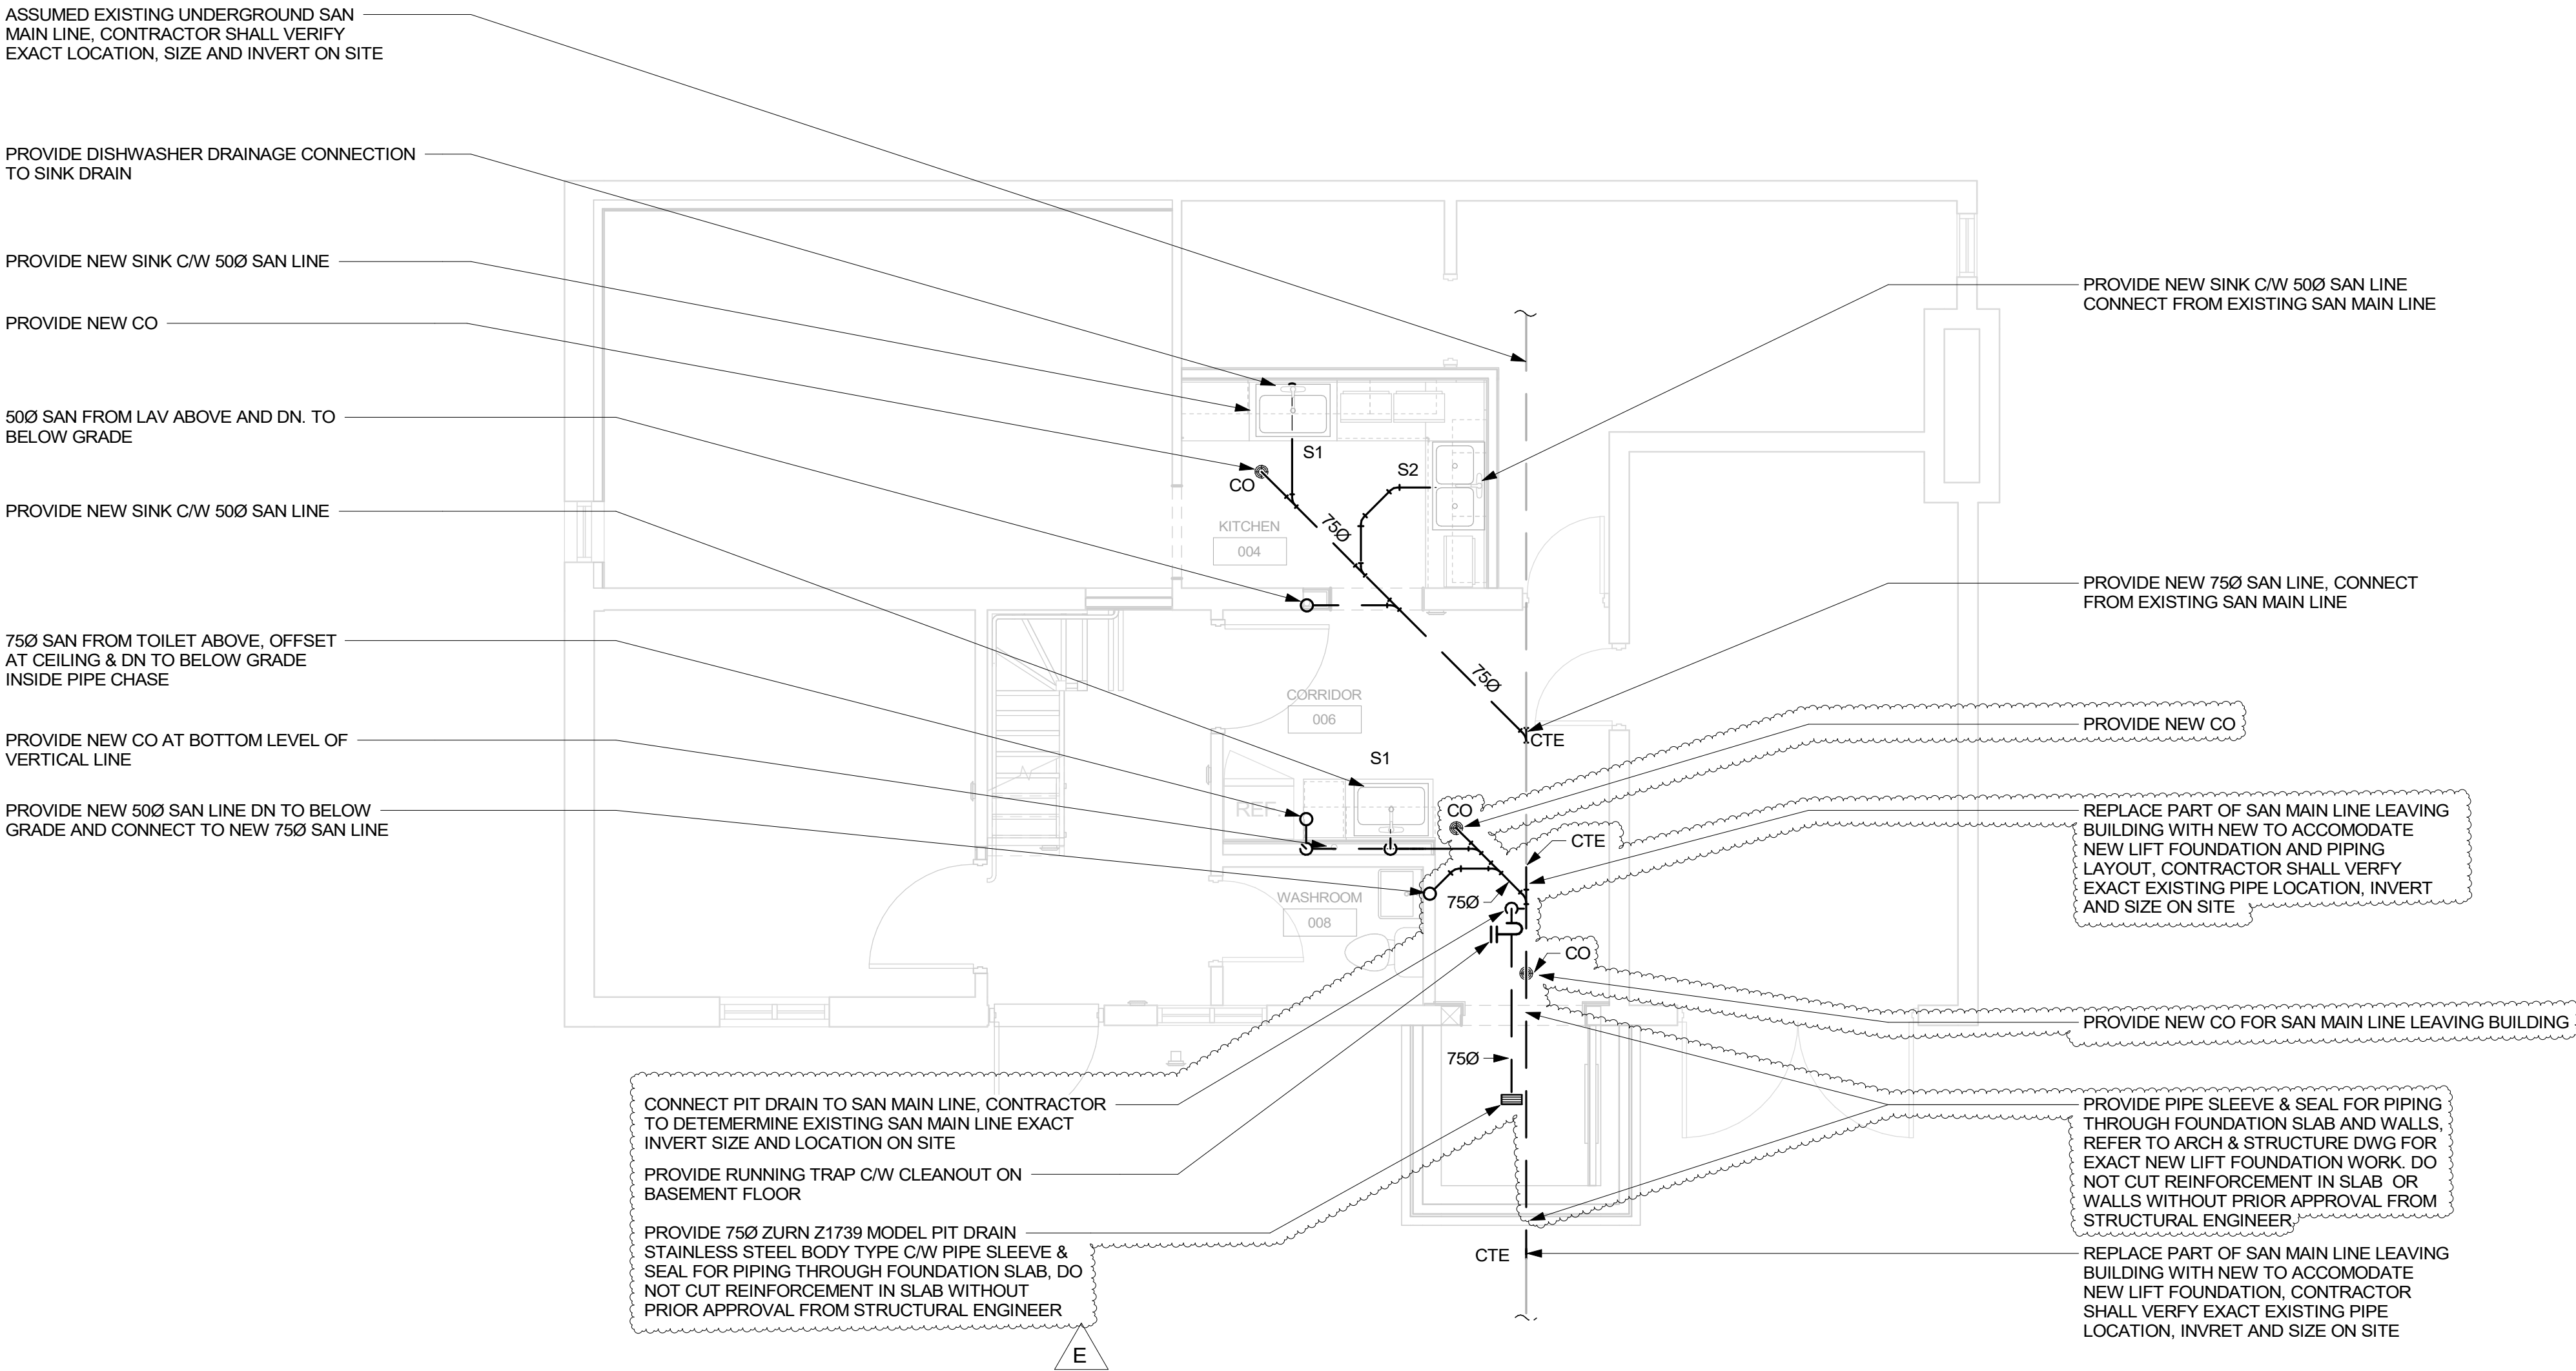 ASSUMED EXISTING UNDERGROUND SAN
MAIN LINE, CONTRACTOR SHALL VERIFY
EXACT LOCATION, SIZE AND INVERT ON SITE
PROVIDE DISHWASHER DRAINAGE CONNECTION
TO SINK DRAIN
PROVIDE NEW SINK C/W 50Ø SAN LINE
PROVIDE NEW CO
50Ø SAN FROM LAV ABOVE AND DN. TO
BELOW GRADE
PROVIDE NEW SINK C/W 50Ø SAN LINE
75Ø SAN FROM TOILET ABOVE, OFFSET
AT CEILING & DN TO BELOW GRADE
INSIDE PIPE CHASE
PROVIDE NEW CO AT BOTTOM LEVEL OF
VERTICAL LINE
PROVIDE NEW 50Ø SAN LINE DN TO BELOW
GRADE AND CONNECT TO NEW 75Ø SAN LINE
S1
S2
CO
75Ø
KITCHEN
004
75Ø
CORRIDOR
006
CTE
S1
REF.
CO
CTE
75Ø
WASHROOM
008
CO
75Ø
CTE
CONNECT PIT DRAIN TO SAN MAIN LINE, CONTRACTOR
TO DETEMERMINE EXISTING SAN MAIN LINE EXACT
INVERT SIZE AND LOCATION ON SITE
PROVIDE RUNNING TRAP C/W CLEANOUT ON
BASEMENT FLOOR
PROVIDE 75Ø ZURN Z1739 MODEL PIT DRAIN
STAINLESS STEEL BODY TYPE C/W PIPE SLEEVE &
SEAL FOR PIPING THROUGH FOUNDATION SLAB, DO
NOT CUT REINFORCEMENT IN SLAB WITHOUT
PRIOR APPROVAL FROM STRUCTURAL ENGINEER
E
PROVIDE NEW SINK C/W 50Ø SAN LINE
CONNECT FROM EXISTING SAN MAIN LINE
PROVIDE NEW 75Ø SAN LINE, CONNECT
FROM EXISTING SAN MAIN LINE
PROVIDE NEW CO
REPLACE PART OF SAN MAIN LINE LEAVING
BUILDING WITH NEW TO ACCOMODATE
NEW LIFT FOUNDATION AND PIPING
LAYOUT, CONTRACTOR SHALL VERFY
EXACT EXISTING PIPE LOCATION, INVERT
AND SIZE ON SITE
PROVIDE NEW CO FOR SAN MAIN LINE LEAVING BUILDING
PROVIDE PIPE SLEEVE & SEAL FOR PIPING
THROUGH FOUNDATION SLAB AND WALLS,
REFER TO ARCH & STRUCTURE DWG FOR
EXACT NEW LIFT FOUNDATION WORK. DO
NOT CUT REINFORCEMENT IN SLAB OR
WALLS WITHOUT PRIOR APPROVAL FROM
STRUCTURAL ENGINEER
REPLACE PART OF SAN MAIN LINE LEAVING
BUILDING WITH NEW TO ACCOMODATE
NEW LIFT FOUNDATION, CONTRACTOR
SHALL VERFY EXACT EXISTING PIPE
LOCATION, INVRET AND SIZE ON SITE